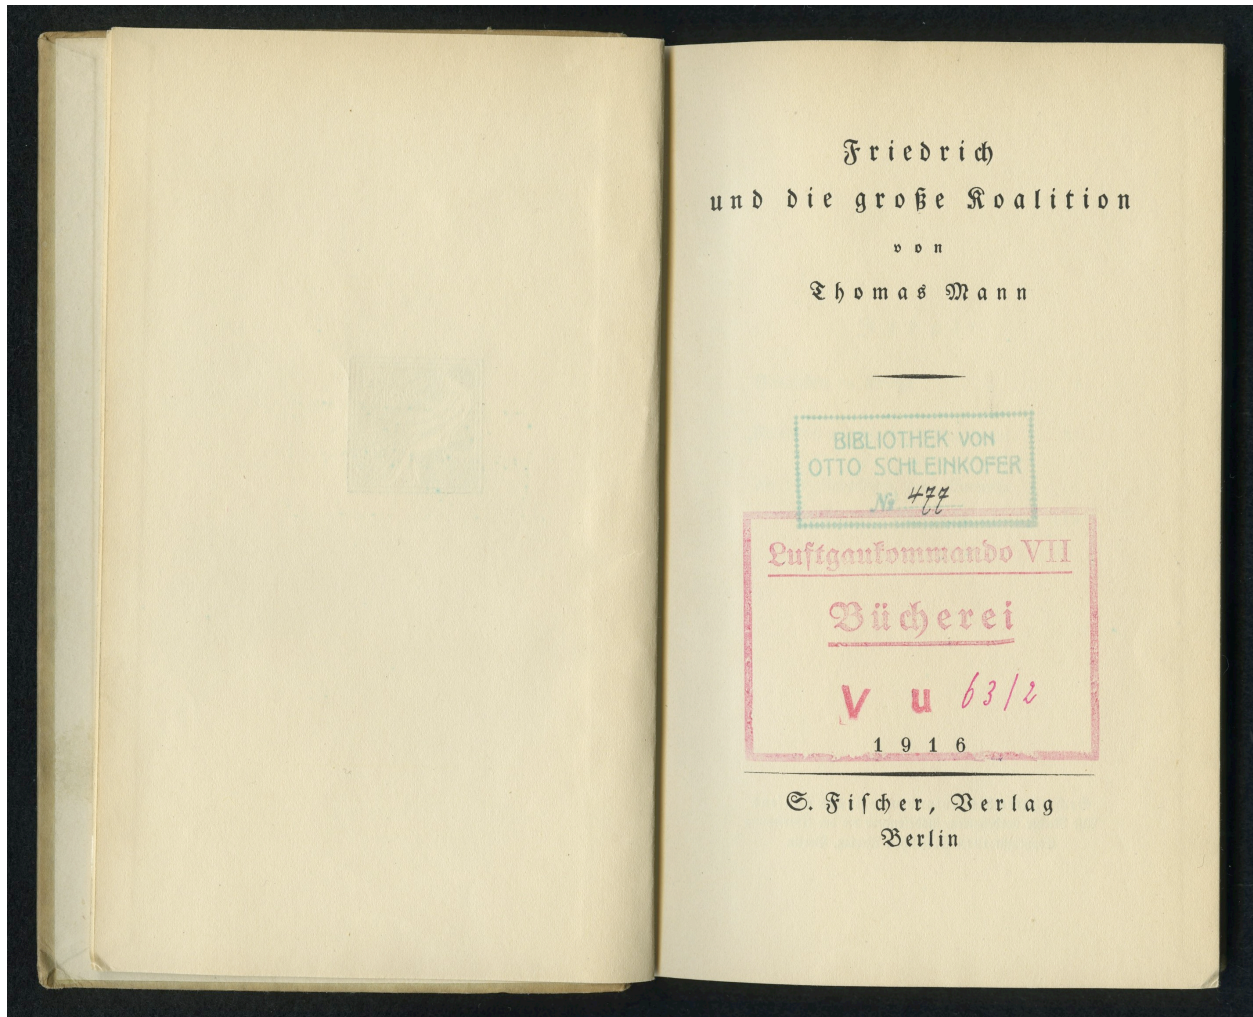 Friedrich
und die große Koalition
von
Thomas Mann
BIBLIOTHEK VON
OTTO SCHLEINKOFER
№ 477
Luftgaukommando VII
Bücherei
V u 63/2
1916
S. Fischer, Verlag
Berlin